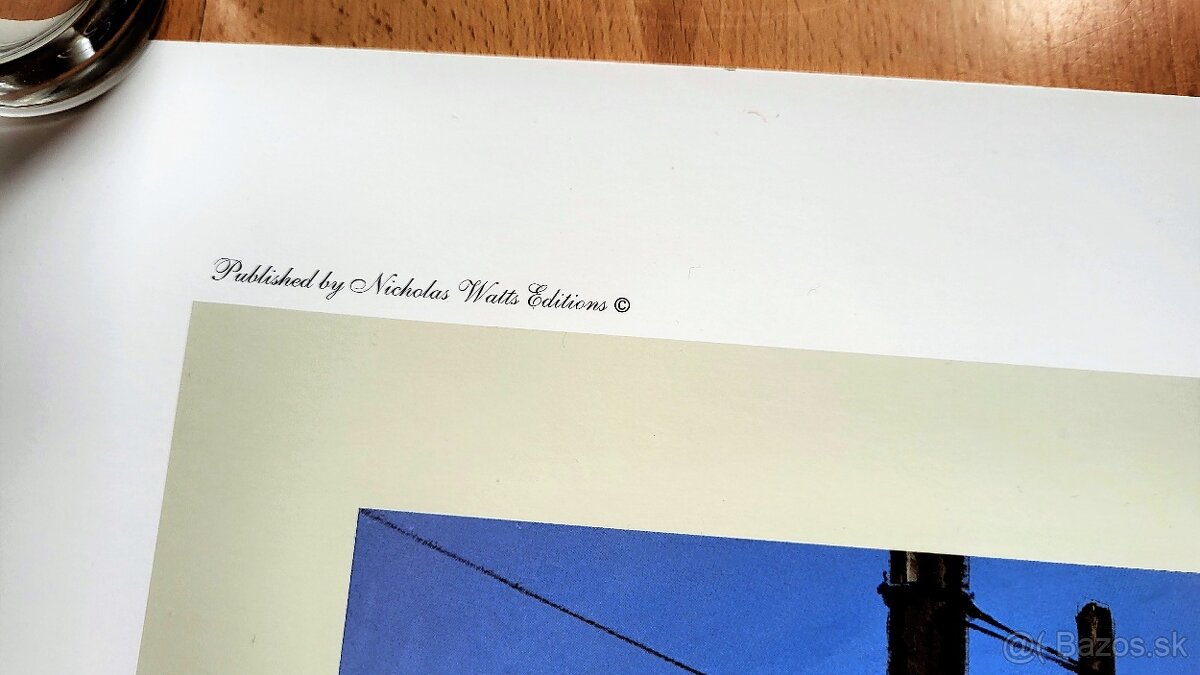 Published by Nicholas Watts Editions ©
@( Bazos.sk